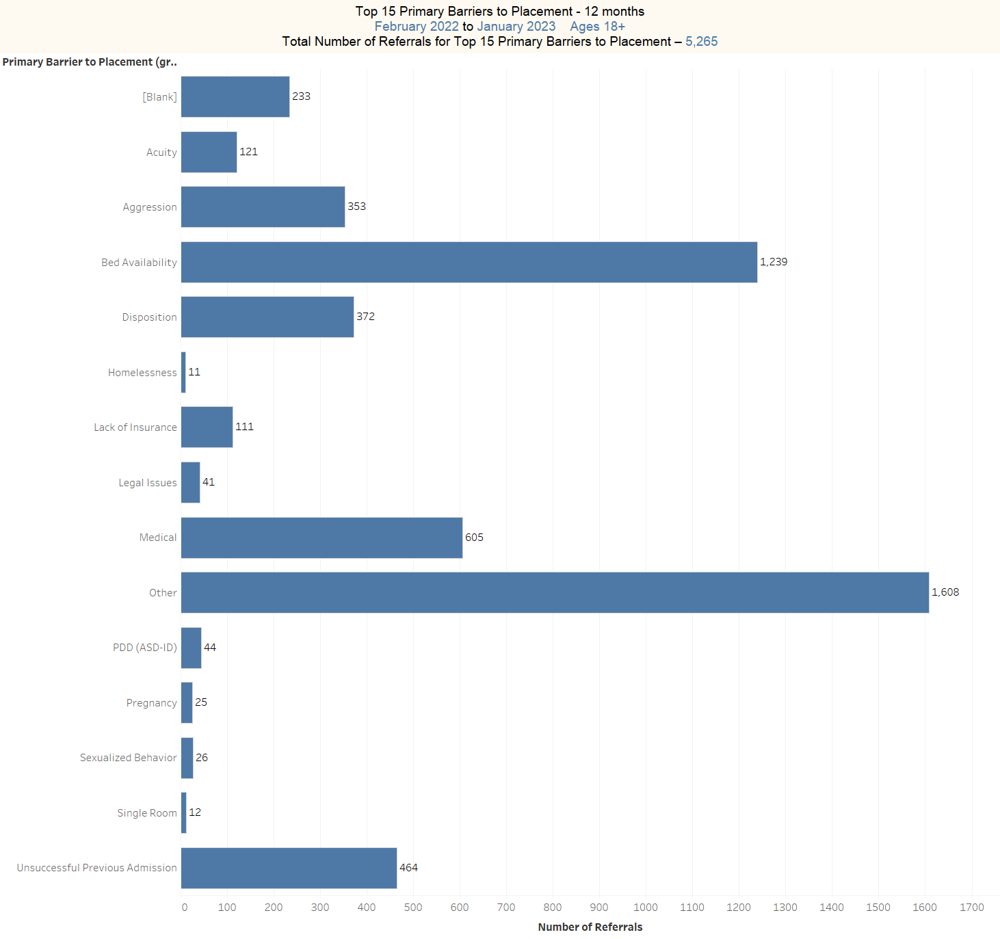 Top 15 Primary Barriers to Placement - 12 months
February 2022 to January 2023 Ages 18+
Total Number of Referrals for Top 15 Primary Barriers to Placement – 5,265
Primary Barrier to Placement (gr..
[Blank] 233
Acuity 121
Aggression 353
Bed Availability 1,239
Disposition 372
Homelessness 11
Lack of Insurance 111
Legal Issues 41
Medical 605
Other 1,608
PDD (ASD-ID) 44
Pregnancy 25
Sexualized Behavior 26
Single Room 12
Unsuccessful Previous Admission 464
0 100 200 300 400 500 600 700 800 900 1000 1100 1200 1300 1400 1500 1600 1700
Number of Referrals